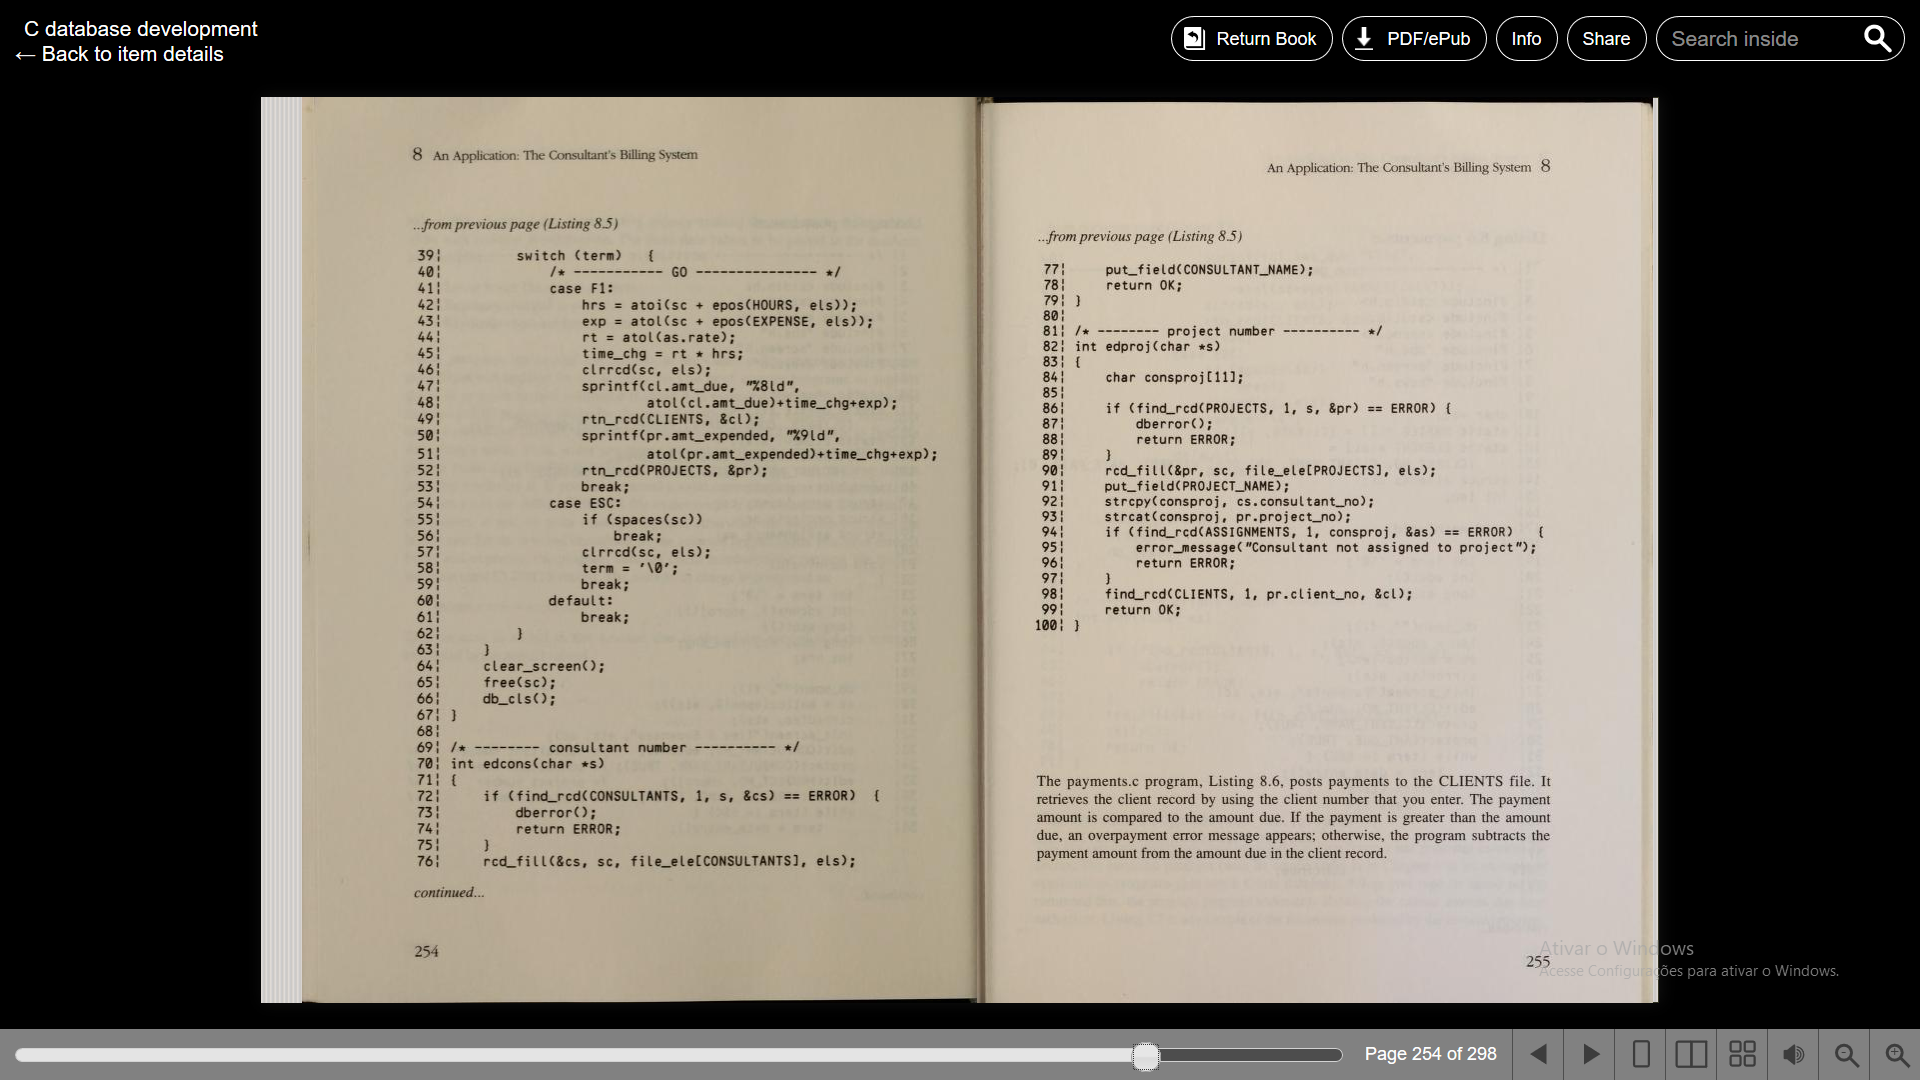 C database development
← Back to item details
Return Book
PDF/ePub
Info
Share
Search inside
8 An Application: The Consultant's Billing System
...from previous page (Listing 8.5)
39¦         switch (term)   {
40¦             /* ----------- GO --------------- */
41¦             case F1:
42¦                 hrs = atoi(sc + epos(HOURS, els));
43¦                 exp = atol(sc + epos(EXPENSE, els));
44¦                 rt = atol(as.rate);
45¦                 time_chg = rt * hrs;
46¦                 clrrcd(sc, els);
47¦                 sprintf(cl.amt_due, "%8ld",
48¦                         atol(cl.amt_due)+time_chg+exp);
49¦                 rtn_rcd(CLIENTS, &cl);
50¦                 sprintf(pr.amt_expended, "%9ld",
51¦                         atol(pr.amt_expended)+time_chg+exp);
52¦                 rtn_rcd(PROJECTS, &pr);
53¦                 break;
54¦             case ESC:
55¦                 if (spaces(sc))
56¦                     break;
57¦                 clrrcd(sc, els);
58¦                 term = '\0';
59¦                 break;
60¦             default:
61¦                 break;
62¦         }
63¦     }
64¦     clear_screen();
65¦     free(sc);
66¦     db_cls();
67¦ }
68¦
69¦ /* -------- consultant number ---------- */
70¦ int edcons(char *s)
71¦ {
72¦     if (find_rcd(CONSULTANTS, 1, s, &cs) == ERROR)  {
73¦         dberror();
74¦         return ERROR;
75¦     }
76¦     rcd_fill(&cs, sc, file_ele[CONSULTANTS], els);
continued...
254
An Application: The Consultant's Billing System 8
...from previous page (Listing 8.5)
77¦     put_field(CONSULTANT_NAME);
78¦     return OK;
79¦ }
80¦
81¦ /* -------- project number ---------- */
82¦ int edproj(char *s)
83¦ {
84¦     char consproj[11];
85¦
86¦     if (find_rcd(PROJECTS, 1, s, &pr) == ERROR) {
87¦         dberror();
88¦         return ERROR;
89¦     }
90¦     rcd_fill(&pr, sc, file_ele[PROJECTS], els);
91¦     put_field(PROJECT_NAME);
92¦     strcpy(consproj, cs.consultant_no);
93¦     strcat(consproj, pr.project_no);
94¦     if (find_rcd(ASSIGNMENTS, 1, consproj, &as) == ERROR)   {
95¦         error_message("Consultant not assigned to project");
96¦         return ERROR;
97¦     }
98¦     find_rcd(CLIENTS, 1, pr.client_no, &cl);
99¦     return OK;
100¦ }
The payments.c program, Listing 8.6, posts payments to the CLIENTS file. It
retrieves the client record by using the client number that you enter. The payment
amount is compared to the amount due. If the payment is greater than the amount
due, an overpayment error message appears; otherwise, the program subtracts the
payment amount from the amount due in the client record.
255
Ativar o Windows
Acesse Configurações para ativar o Windows.
Page 254 of 298